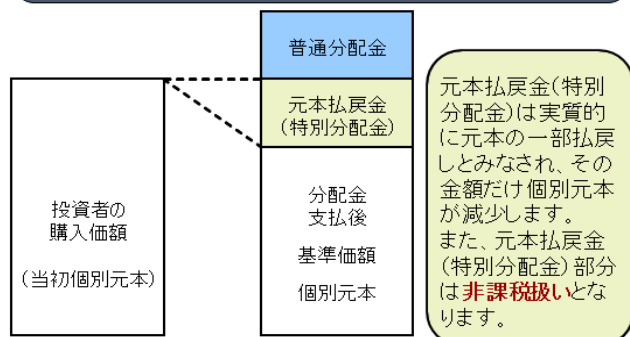 普通分配金
元本払戻金
(特別分配金)
投資者の
購入価額
(当初個別元本)
分配金
支払後
基準価額
個別元本
元本払戻金(特別
分配金)は実質的
に元本の一部払戻
しとみなされ、その
金額だけ個別元本
が減少します。
また、元本払戻金
(特別分配金)部分
は非課税扱いとな
ります。